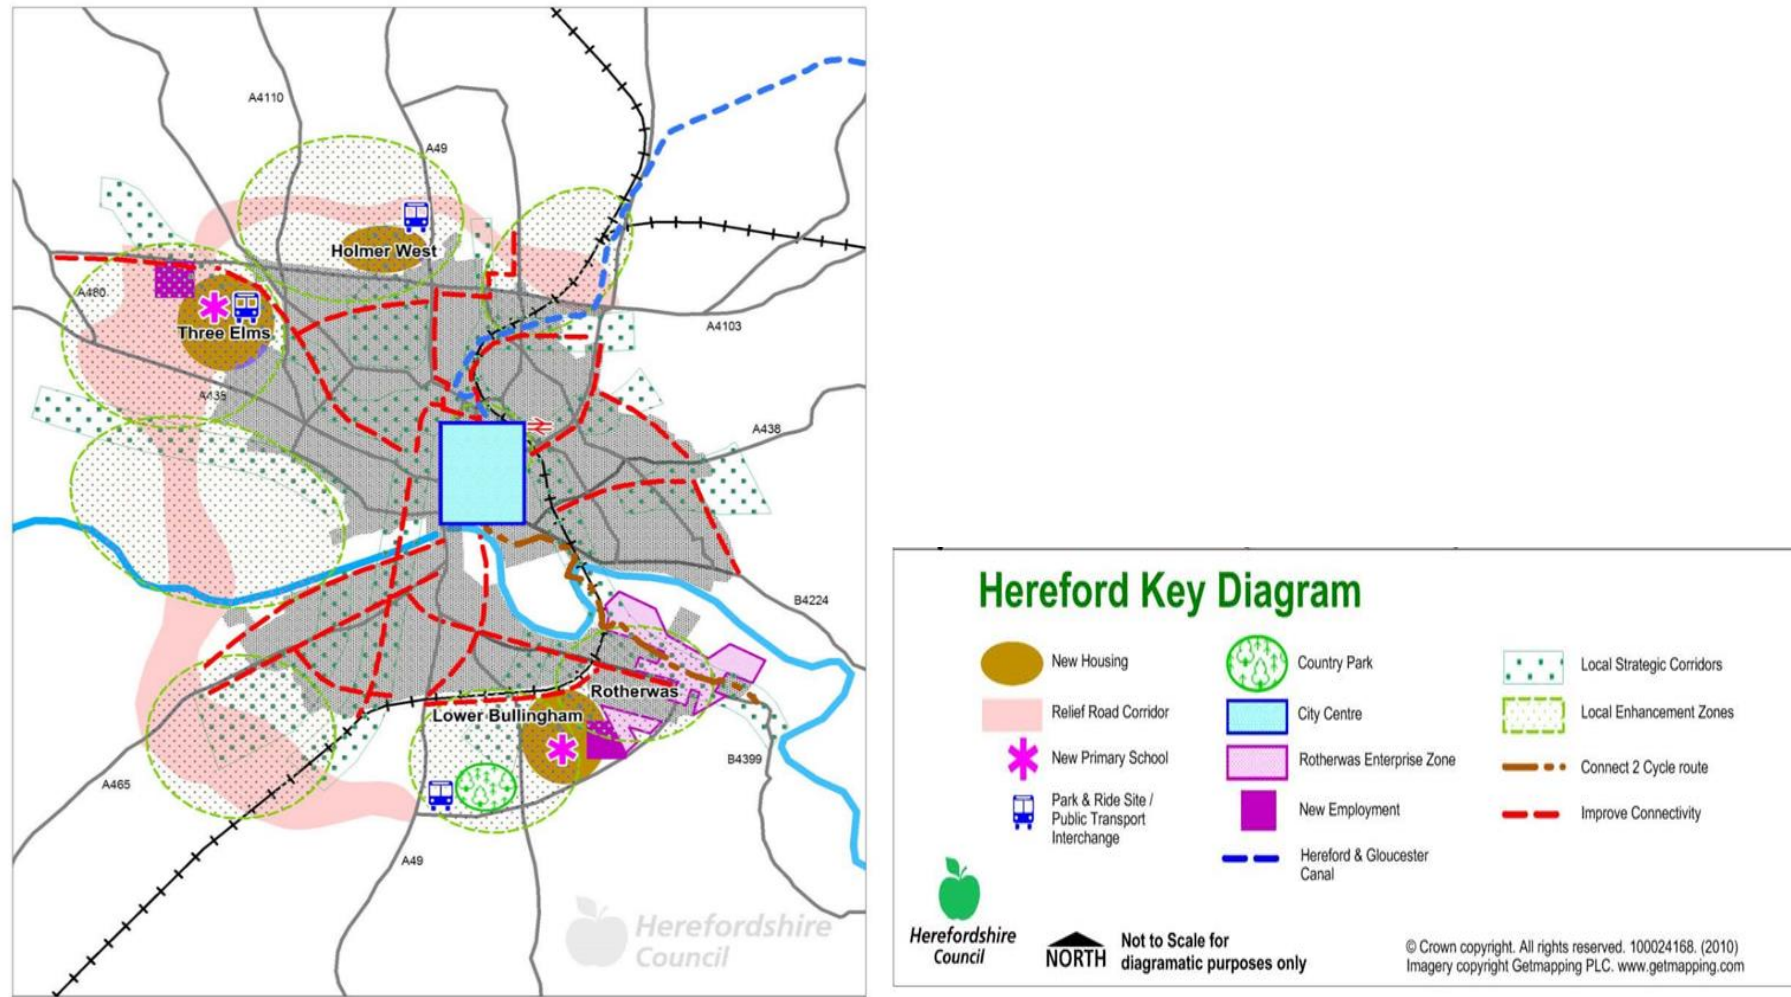 A4110
A49
Holmer West
A480
Three Elms
A4103
A438
A438
B4224
Rotherwas
Lower Bullingham
B4399
A465
A49
Herefordshire
Council
Hereford Key Diagram
New Housing
Relief Road Corridor
New Primary School
Park & Ride Site /
Public Transport
Interchange
Country Park
City Centre
Rotherwas Enterprise Zone
New Employment
Hereford & Gloucester
Canal
Local Strategic Corridors
Local Enhancement Zones
Connect 2 Cycle route
Improve Connectivity
Herefordshire
Council
NORTH
Not to Scale for
diagramatic purposes only
© Crown copyright. All rights reserved. 100024168. (2010)
Imagery copyright Getmapping PLC. www.getmapping.com